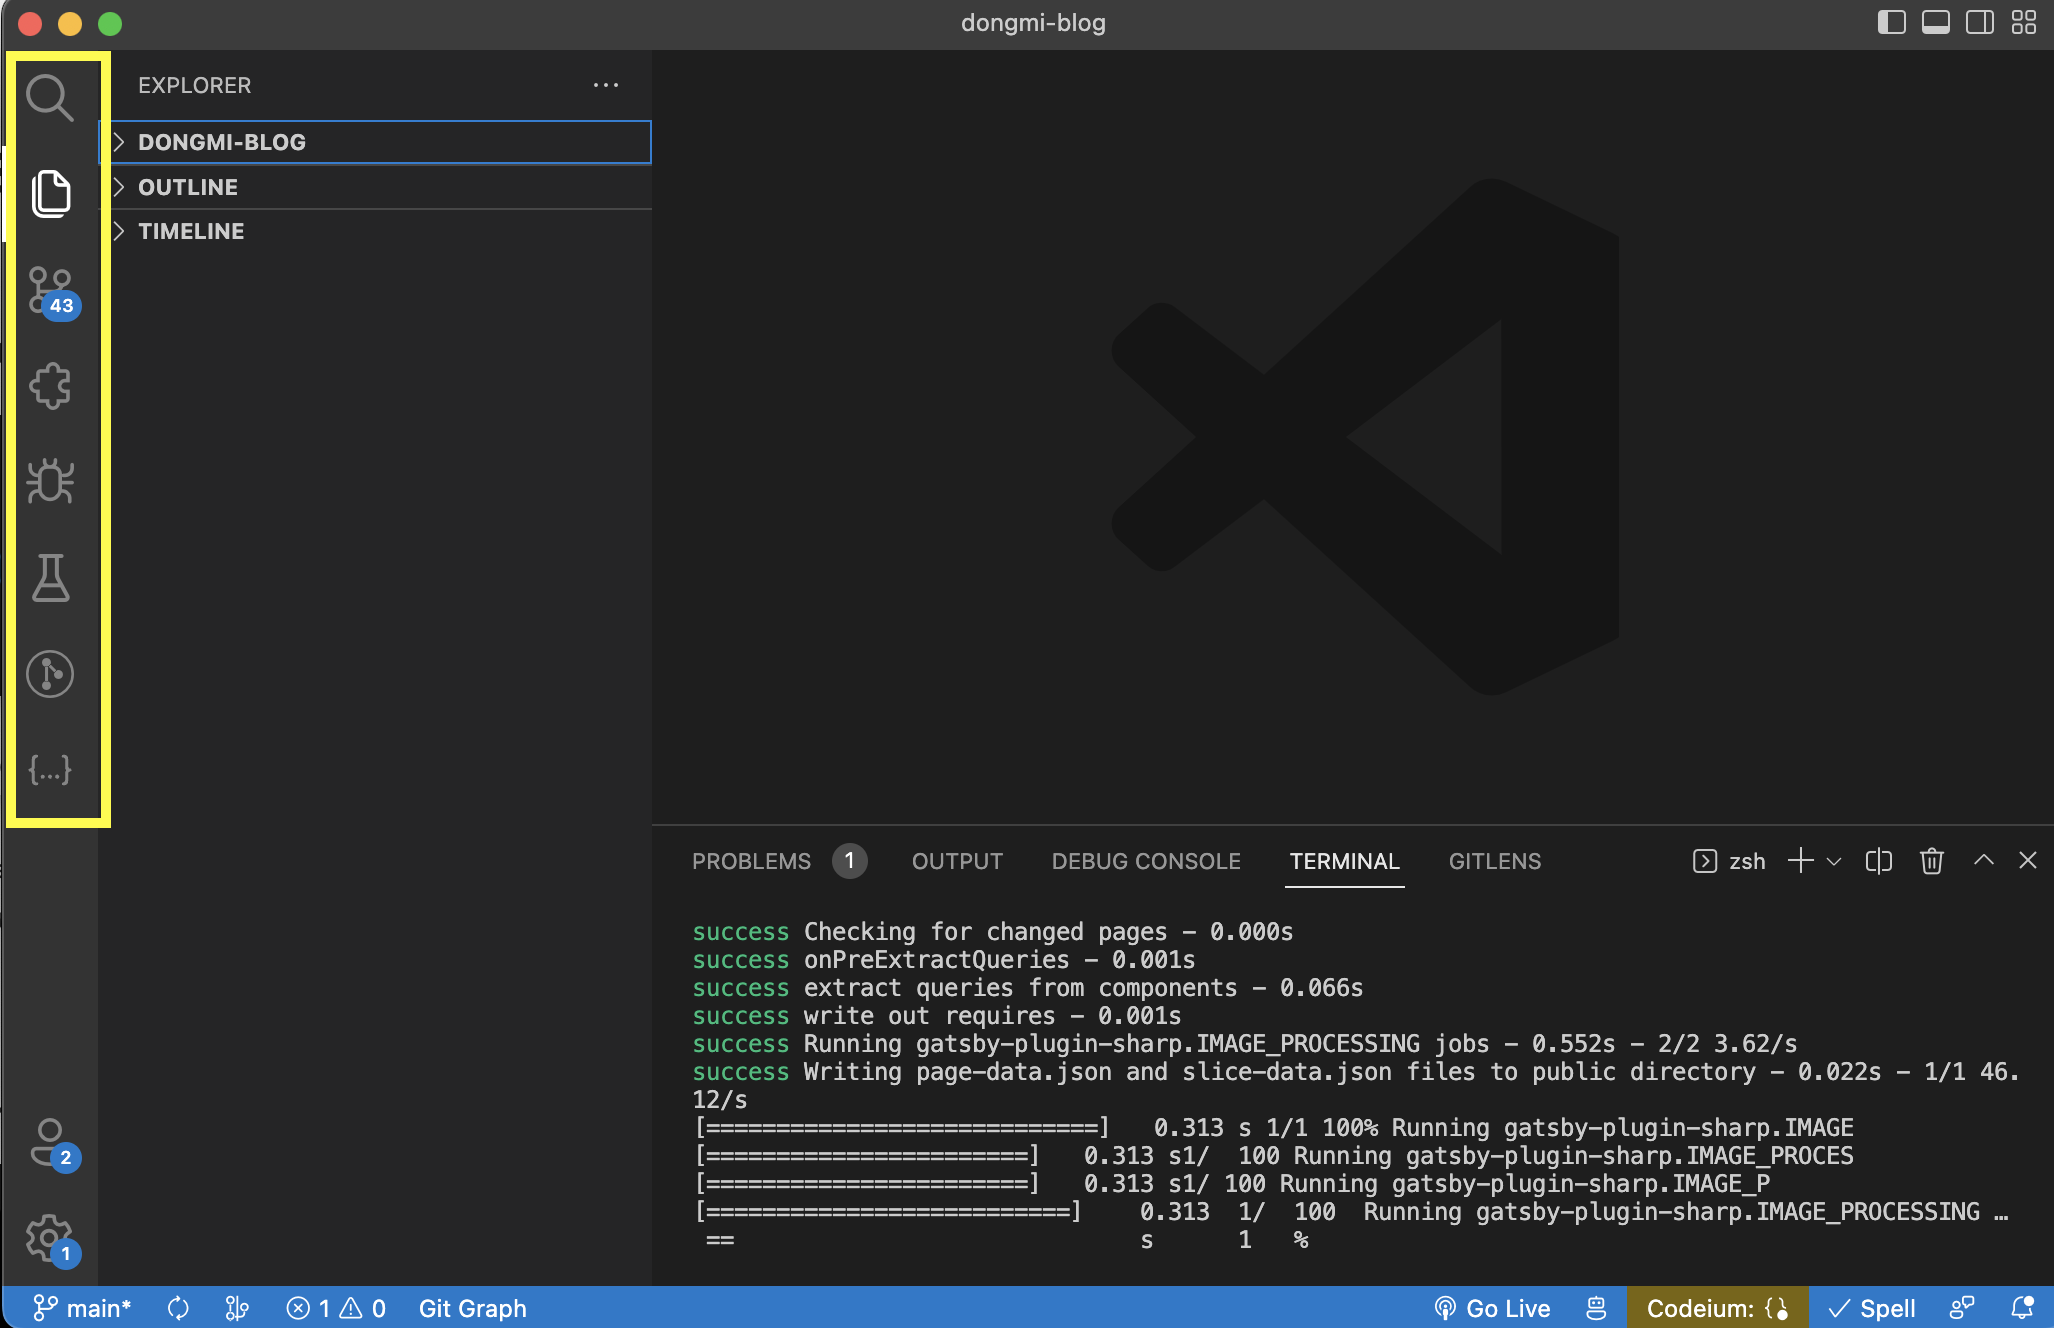 dongmi-blog
EXPLORER
DONGMI-BLOG
OUTLINE
TIMELINE
43
{...}
2
1
PROBLEMS 1 OUTPUT DEBUG CONSOLE TERMINAL GITLENS zsh
success Checking for changed pages - 0.000s
success onPreExtractQueries - 0.001s
success extract queries from components - 0.066s
success write out requires - 0.001s
success Running gatsby-plugin-sharp.IMAGE_PROCESSING jobs - 0.552s - 2/2 3.62/s
success Writing page-data.json and slice-data.json files to public directory - 0.022s - 1/1 46.
12/s
[============================]   0.313 s 1/1 100% Running gatsby-plugin-sharp.IMAGE
[=======================]   0.313 s1/  100 Running gatsby-plugin-sharp.IMAGE_PROCES
[=======================]   0.313 s1/ 100 Running gatsby-plugin-sharp.IMAGE_P
[==========================]    0.313  1/  100  Running gatsby-plugin-sharp.IMAGE_PROCESSING …
==                             s      1   %
main* 1 0 Git Graph Go Live Codeium: {} Spell